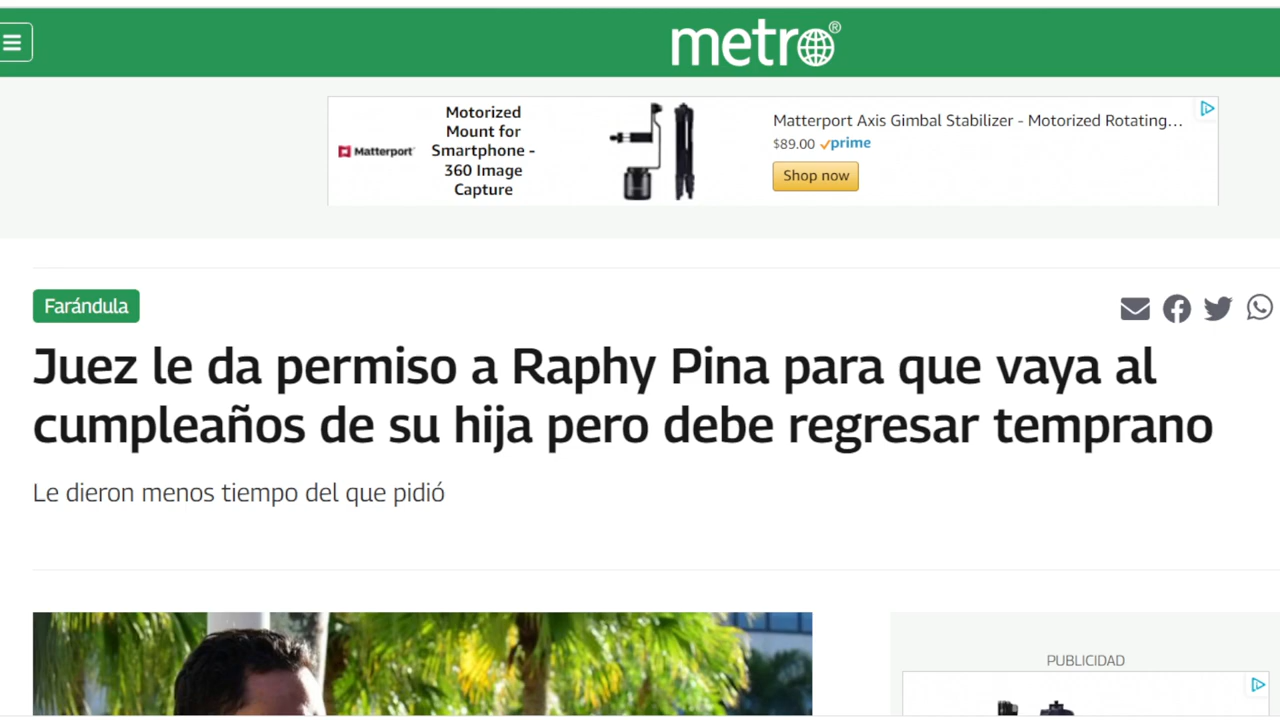 metro®
Motorized
Mount for
Smartphone -
360 Image
Capture
Matterport
Matterport Axis Gimbal Stabilizer - Motorized Rotating...
$89.00 prime
Shop now
Farándula
Juez le da permiso a Raphy Pina para que vaya al
cumpleaños de su hija pero debe regresar temprano
Le dieron menos tiempo del que pidió
PUBLICIDAD